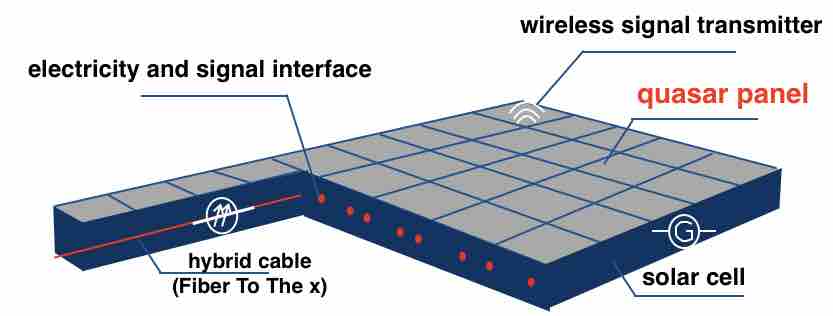 wireless signal transmitter
electricity and signal interface
quasar panel
G
hybrid cable
(Fiber To The x)
solar cell